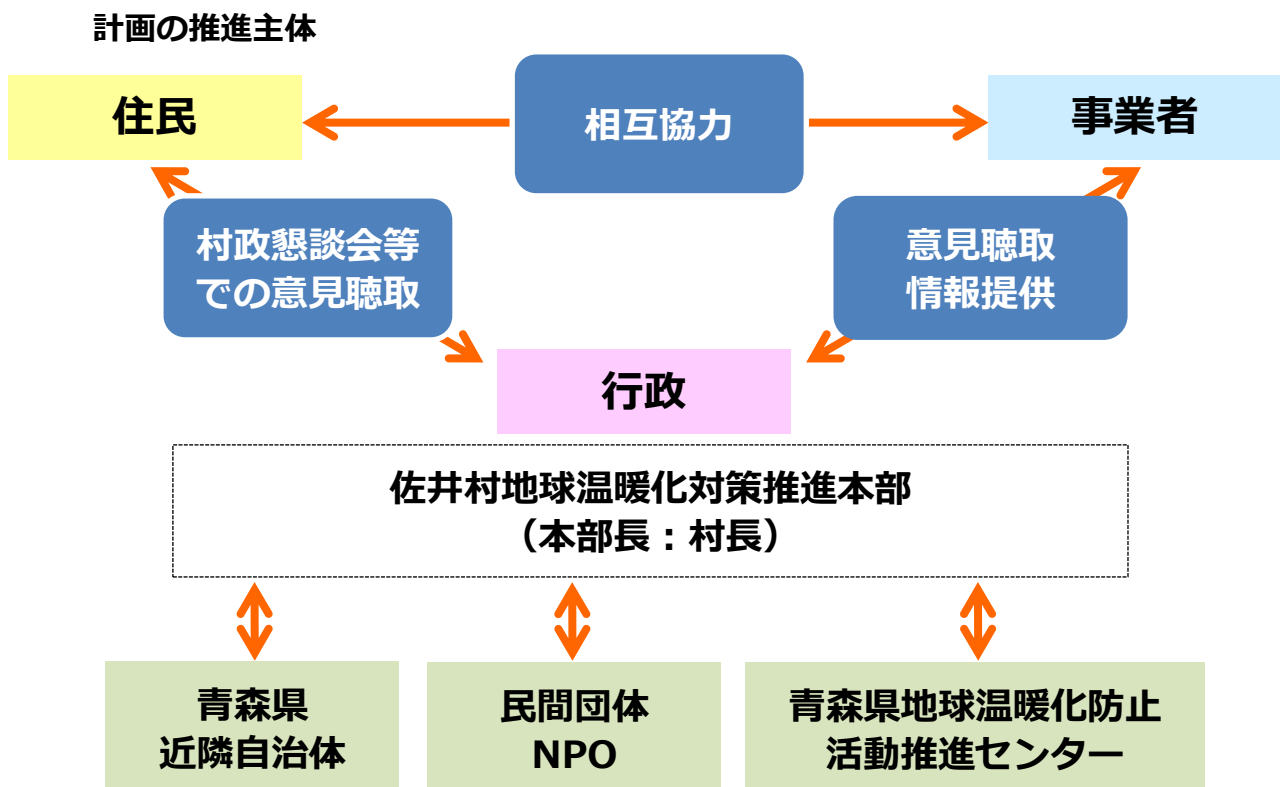 計画の推進主体
住民
相互協力
事業者
村政懇談会等
での意見聴取
意見聴取
情報提供
行政
佐井村地球温暖化対策推進本部
（本部長：村長）
青森県
近隣自治体
民間団体
NPO
青森県地球温暖化防止
活動推進センター